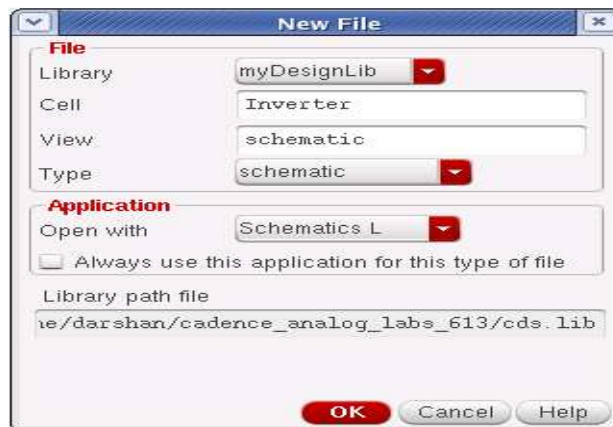 New File
File
Library myDesignLib
Cell Inverter
View schematic
Type schematic
Application
Open with Schematics L
Always use this application for this type of file
Library path file
ne/darshan/cadence_analog_labs_613/cds.lib
OK Cancel Help